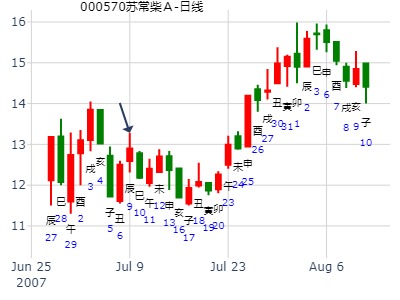 000570苏常柴A-日线
16
15
14
13
12
11
辰 27
巳 28
午 29
酉 2
戌 3
亥 4
子 5
丑 6
辰 9
巳 10
午 11
未 12
申 13
亥 16
子 17
丑 18
寅 19
卯 20
午 23
未 24
申 25
酉 26
戌 27
丑 30
寅 31
卯 1
辰 2
巳 3
申 6
酉 7
戌 8
亥 9
子 10
Jun 25
Jul 9
Jul 23
Aug 6
2007